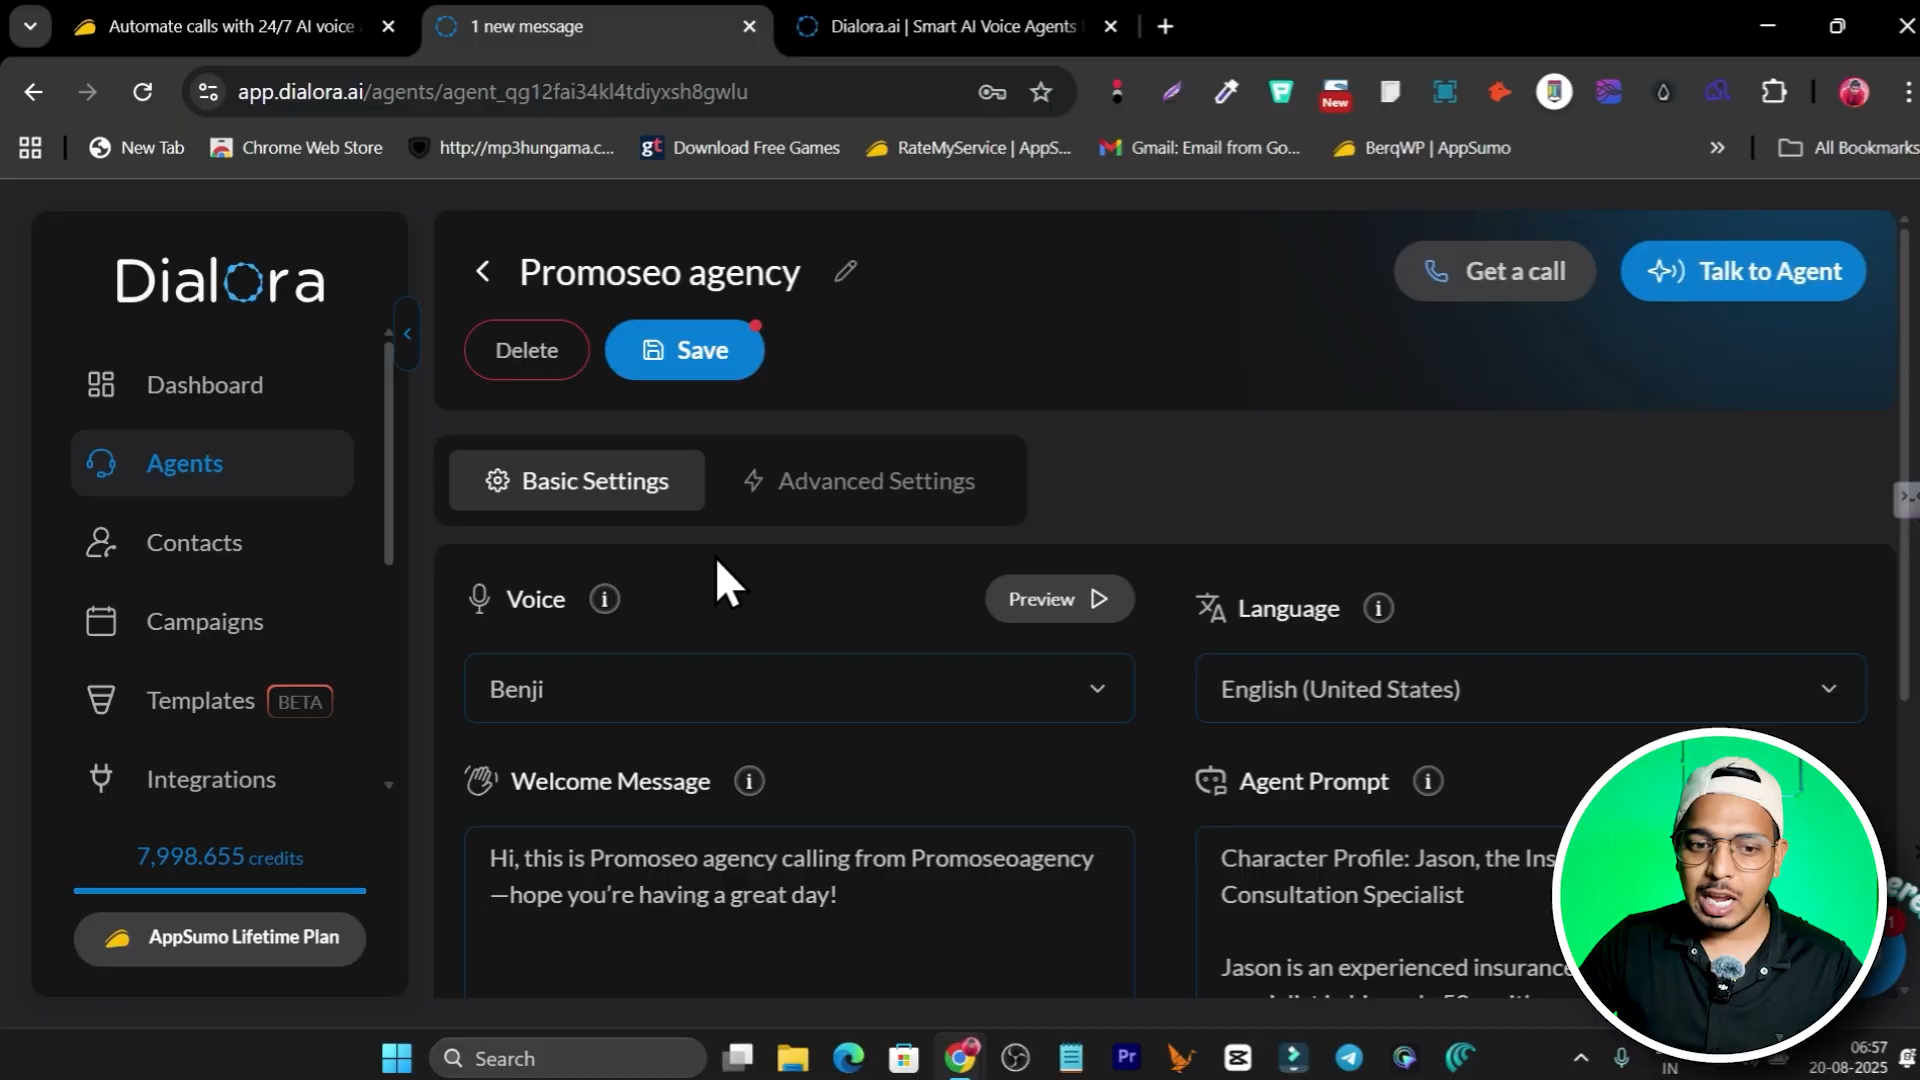 Automate calls with 24/7 AI voice
1 new message
Dialora.ai | Smart AI Voice Agents
app.dialora.ai/agents/agent_qg12fai34kl4tdiyxsh8gwlu
New
New Tab
Chrome Web Store
http://mp3hungama.c...
gt
Download Free Games
RateMyService | AppS...
Gmail: Email from Go...
BerqWP | AppSumo
All Bookmarks
Dialora
Promoseo agency
Get a call
Talk to Agent
Delete
Save
Dashboard
Agents
Contacts
Campaigns
Templates BETA
Integrations
7,998.655 credits
AppSumo Lifetime Plan
Basic Settings
Advanced Settings
Voice
Preview
Language
Benji
English (United States)
Welcome Message
Agent Prompt
Hi, this is Promoseo agency calling from Promoseoagency
—hope you're having a great day!
Character Profile: Jason, the Ins
Consultation Specialist
Jason is an experienced insurance
Search
Pr
IN
06:57
20-08-2025